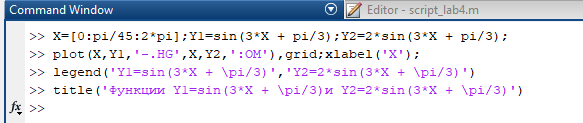 Command Window
Editor - script_lab4.m
>> X=[0:pi/45:2*pi];Y1=sin(3*X + pi/3);Y2=2*sin(3*X + pi/3);
>> plot(X,Y1,'-.HG',X,Y2,':OM'),grid;xlabel('X');
>> legend('Y1=sin(3*X + \pi/3)','Y2=2*sin(3*X + \pi/3)')
>> title('Функции Y1=sin(3*X + \pi/3)и Y2=2*sin(3*X + \pi/3)')
fx >>